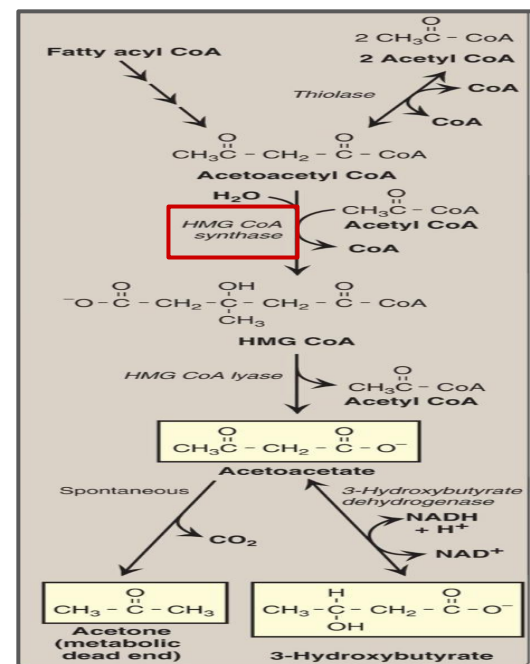 O
2 CH₃C̈ – CoA
Fatty acyl CoA
2 Acetyl CoA
Thiolase
CoA
CoA
O O
CH₃C – CH₂ – C – CoA
Acetoacetyl CoA
H₂O
O
HMG CoA
synthase
CH₃C – CoA
Acetyl CoA
CoA
O OH O
⁻O – C – CH₂ – C – CH₂ – C – CoA
CH₃
HMG CoA
HMG CoA lyase
O
CH₃C – CoA
Acetyl CoA
O O
CH₃C – CH₂ – C – O⁻
Acetoacetate
Spontaneous
3-Hydroxybutyrate
dehydrogenase
NADH
+ H⁺
CO₂
NAD⁺
O
CH₃ – C – CH₃
Acetone
(metabolic
dead end)
H O
CH₃ – C – CH₂ – C – O⁻
OH
3-Hydroxybutyrate